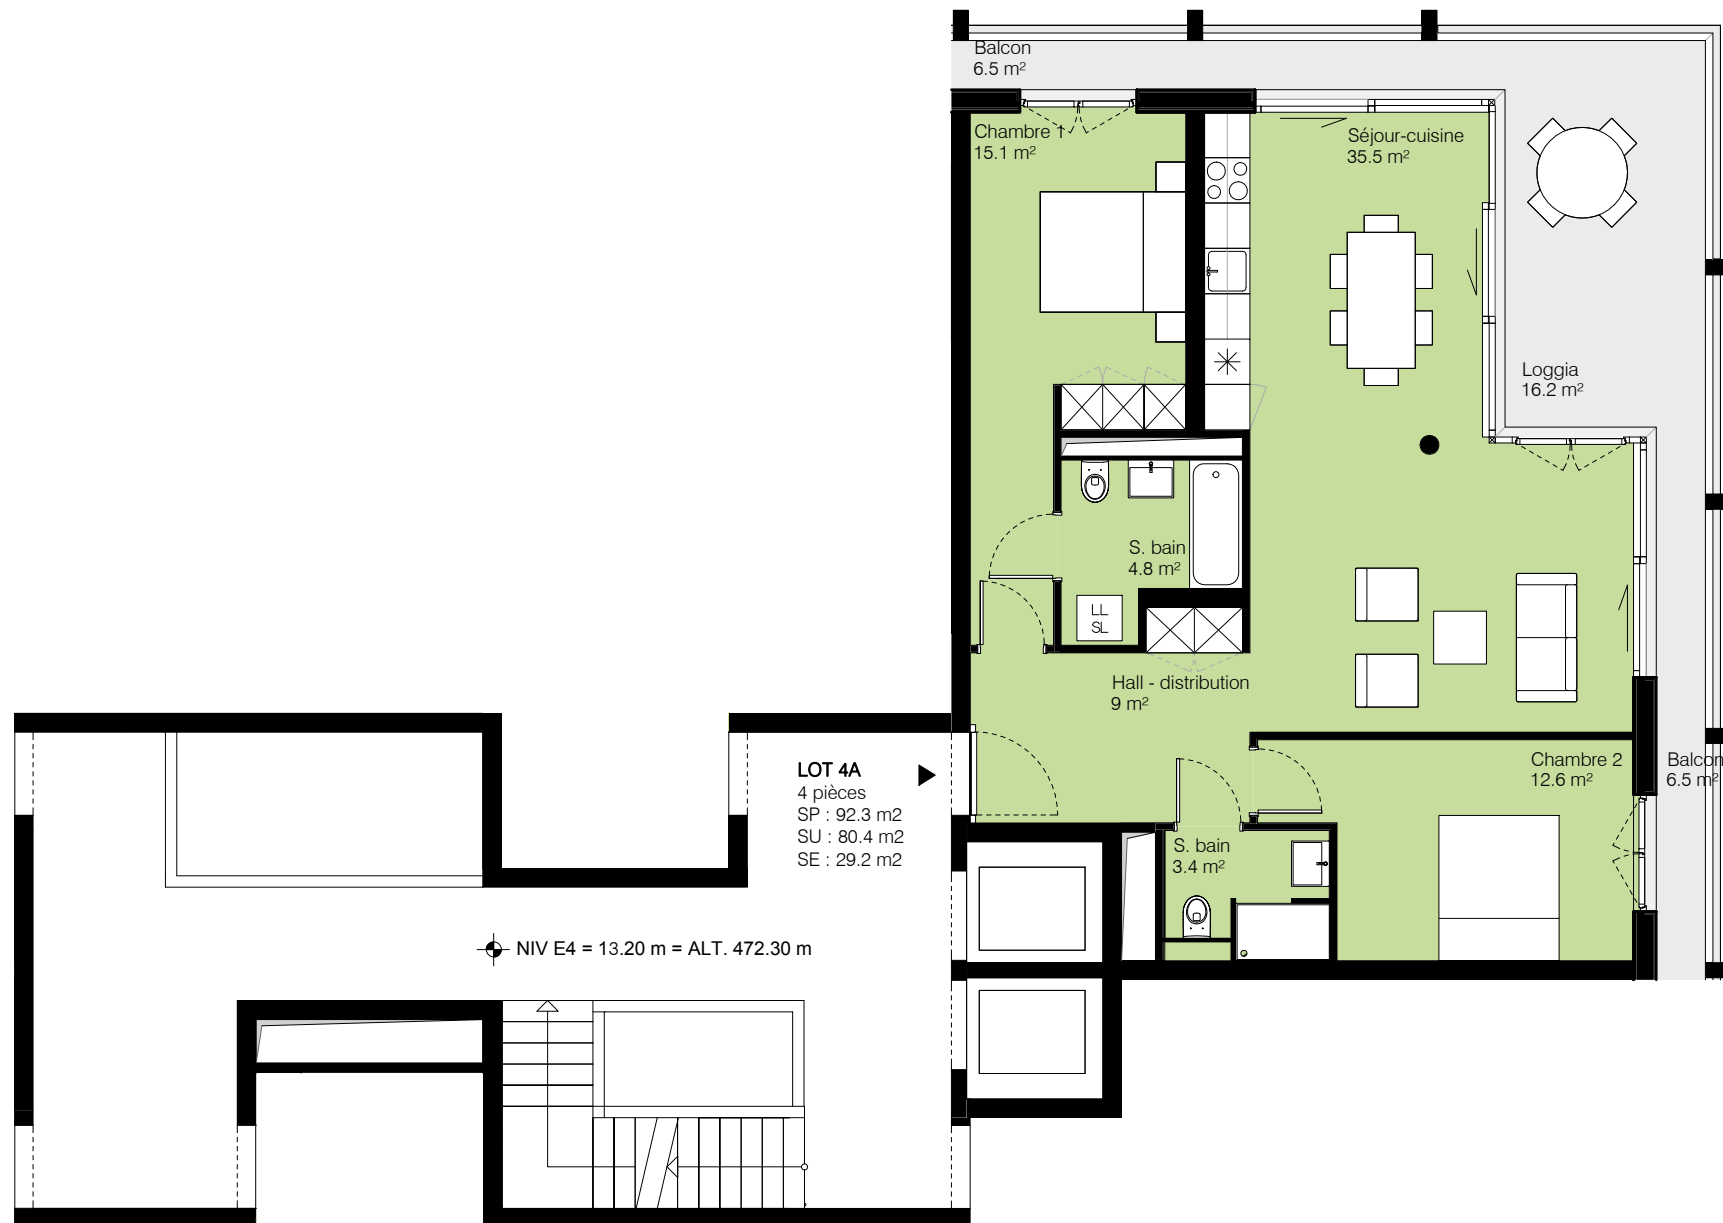 Balcon
6.5 m²
Chambre 1
15.1 m²
Séjour-cuisine
35.5 m²
Loggia
16.2 m²
S. bain
4.8 m²
LL
SL
Hall - distribution
9 m²
LOT 4A
4 pièces
SP : 92.3 m2
SU : 80.4 m2
SE : 29.2 m2
Chambre 2
12.6 m²
Balcon
6.5 m²
S. bain
3.4 m²
NIV E4 = 13.20 m = ALT. 472.30 m